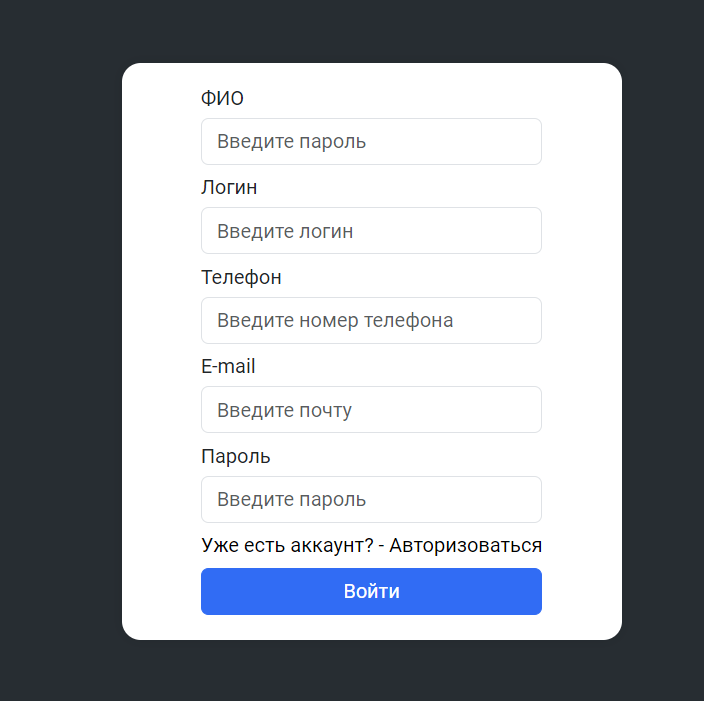 ФИО
Введите пароль
Логин
Введите логин
Телефон
Введите номер телефона
E-mail
Введите почту
Пароль
Введите пароль
Уже есть аккаунт? - Авторизоваться
Войти